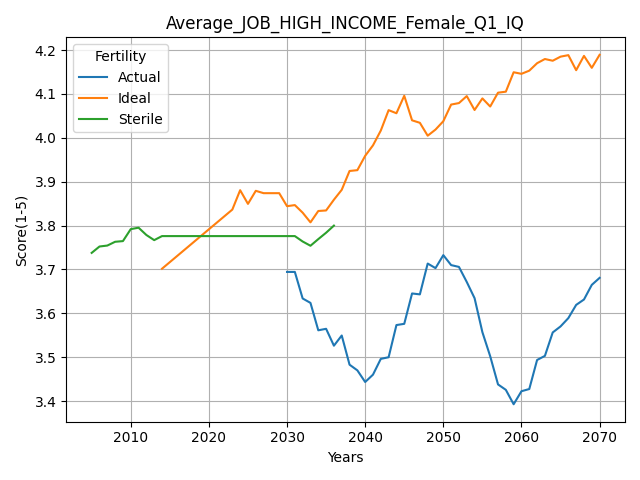 Average_JOB_HIGH_INCOME_Female_Q1_IQ
Fertility
Actual
Ideal
Sterile
Score(1-5)
4.2
4.1
4.0
3.9
3.8
3.7
3.6
3.5
3.4
2010 2020 2030 2040 2050 2060 2070
Years